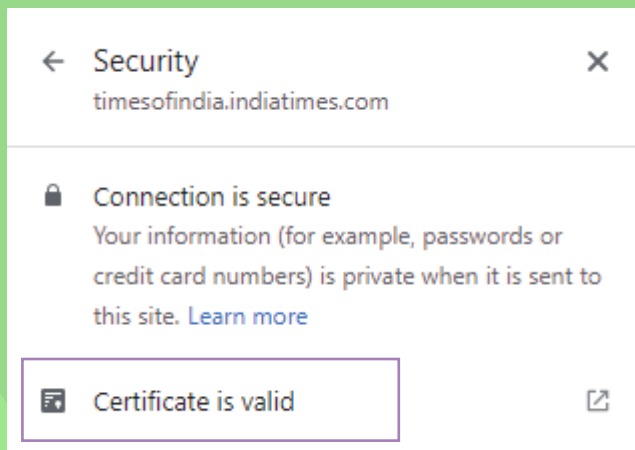 Security
timesofindia.indiatimes.com
Connection is secure
Your information (for example, passwords or
credit card numbers) is private when it is sent to
this site. Learn more
Certificate is valid